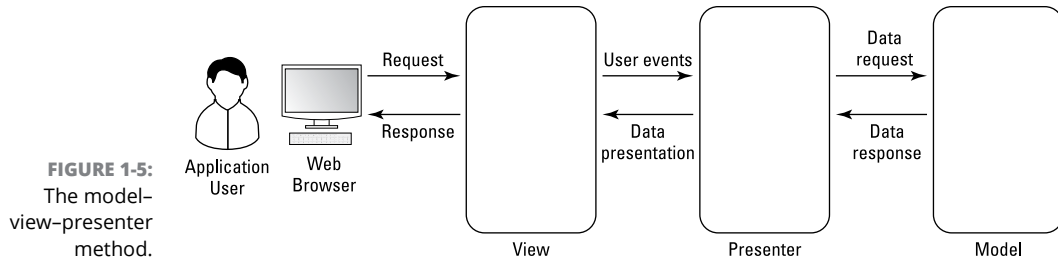 Request
Response
User events
Data
presentation
Data
request
Data
response
Application
User
Web
Browser
View
Presenter
Model
FIGURE 1-5:
The model–
view–presenter
method.